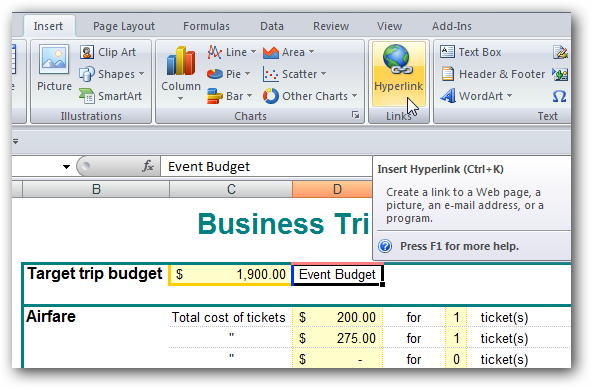 Insert Page Layout Formulas Data Review View Add-Ins
Picture
Clip Art
Shapes
SmartArt
Illustrations
Column
Line
Pie
Bar
Area
Scatter
Other Charts
Charts
Hyperlink
Links
Text Box
Header & Footer
WordArt
Ω
Text
fx Event Budget
Insert Hyperlink (Ctrl+K)
Create a link to a Web page, a
picture, an e-mail address, or a
program.
Press F1 for more help.
B C D
Business Tri
Target trip budget $ 1,900.00 Event Budget
Airfare Total cost of tickets $ 200.00 for 1 ticket(s)
" $ 275.00 for 1 ticket(s)
" $ - for 0 ticket(s)